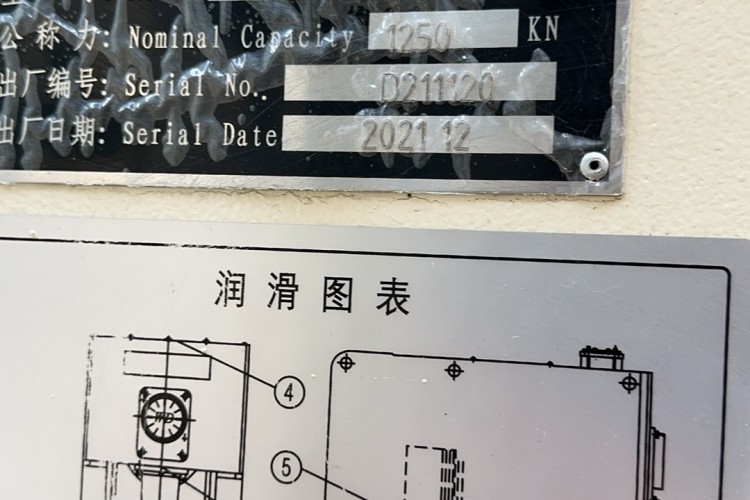 公称力: Nominal Capacity 1250 KN
出厂编号: Serial No.. D211120
出厂日期: Serial Date 2021 12
润滑图表
4
5